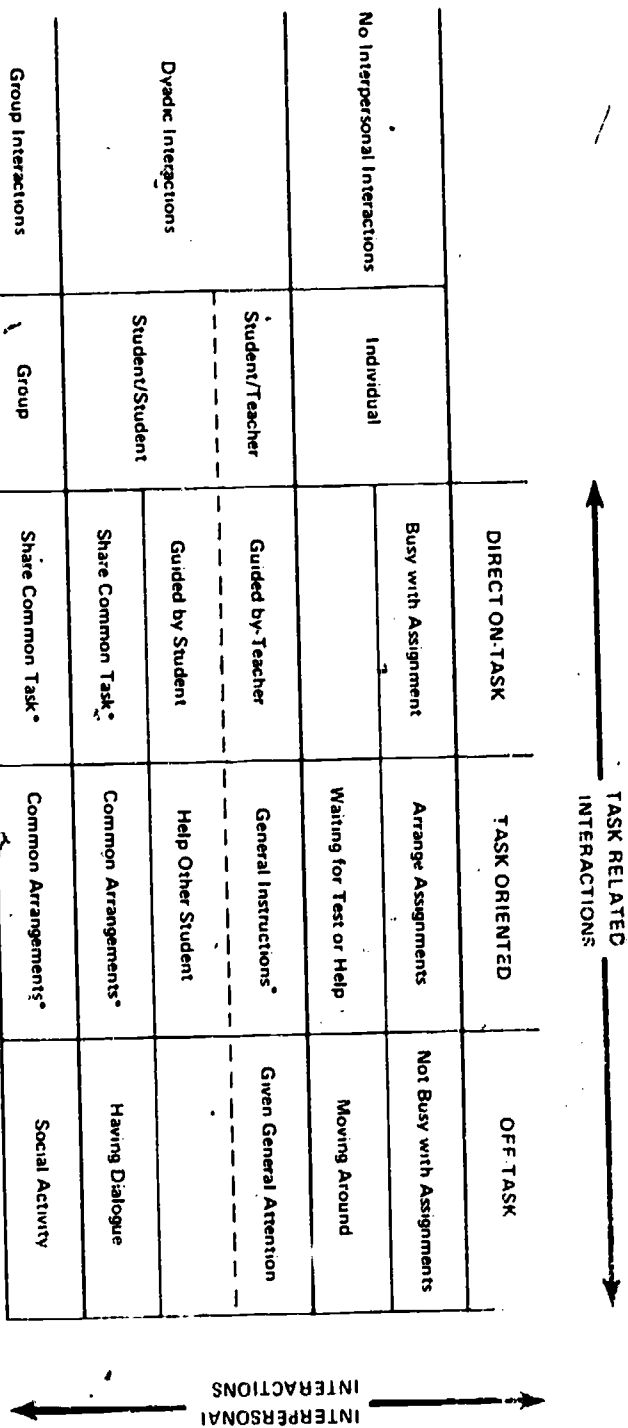 TASK RELATED
INTERACTIONS
DIRECT ON-TASK
TASK ORIENTED
OFF-TASK
No Interpersonal Interactions
Individual
Busy with Assignment
Arrange Assignments
Not Busy with Assignments
Waiting for Test or Help
Moving Around
Dyadic Interactions
Student/Teacher
Guided by-Teacher
General Instructions*
Given General Attention
Student/Student
Guided by Student
Help Other Student
Share Common Task*
Common Arrangements*
Having Dialogue
Group Interactions
Group
Share Common Task*
Common Arrangements*
Social Activity
INTERPERSONAL
INTERACTIONS